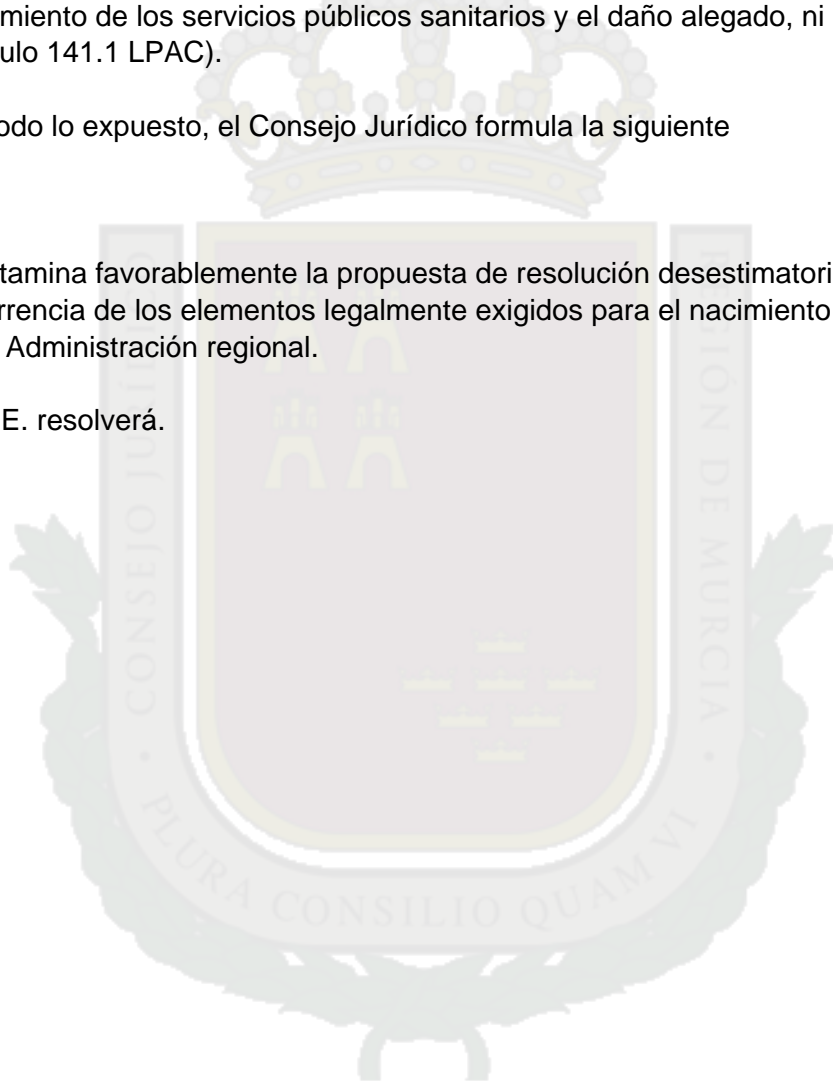 miento de los servicios públicos sanitarios y el daño alegado, ni
ulo 141.1 LPAC).
odo lo expuesto, el Consejo Jurídico formula la siguiente
tamina favorablemente la propuesta de resolución desestimatori
rrencia de los elementos legalmente exigidos para el nacimiento
Administración regional.
E. resolverá.
CONSEJO JURÍDICO
REGIÓN DE MURCIA
PLURA CONSILIO QUAM VI